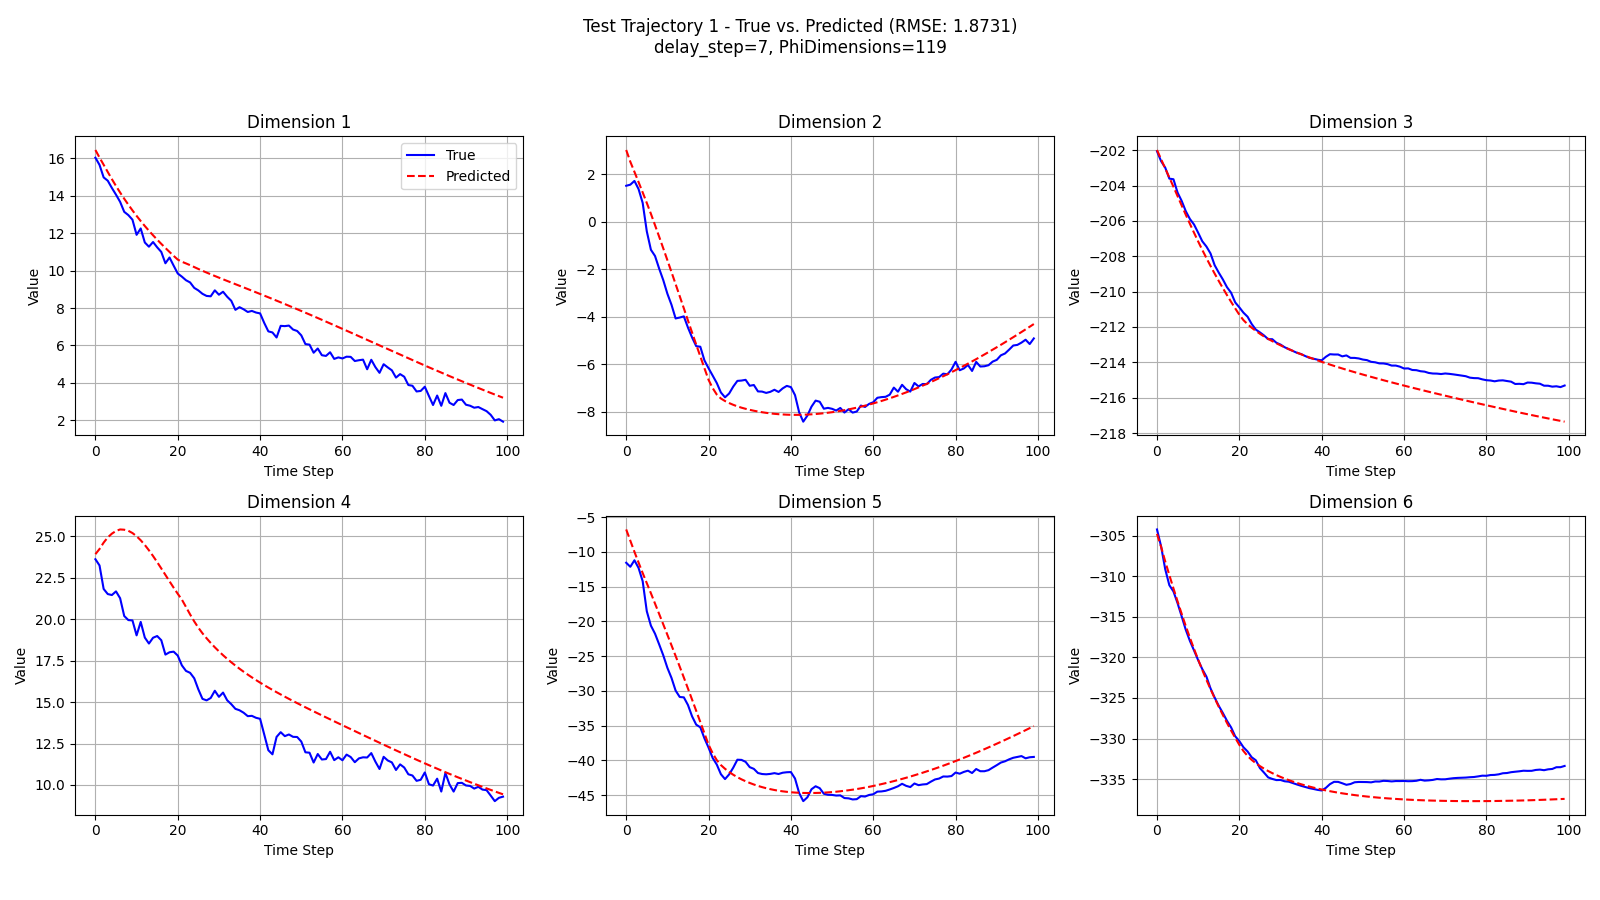 Test Trajectory 1 - True vs. Predicted (RMSE: 1.8731)
delay_step=7, PhiDimensions=119
Dimension 1
16
14
12
10
8
6
4
2
Value
0 20 40 60 80 100
Time Step
True
Predicted
Dimension 2
2
0
−2
−4
−6
−8
Value
0 20 40 60 80 100
Time Step
Dimension 3
−202
−204
−206
−208
−210
−212
−214
−216
−218
Value
0 20 40 60 80 100
Time Step
Dimension 4
25.0
22.5
20.0
17.5
15.0
12.5
10.0
Value
0 20 40 60 80 100
Time Step
Dimension 5
−5
−10
−15
−20
−25
−30
−35
−40
−45
Value
0 20 40 60 80 100
Time Step
Dimension 6
−305
−310
−315
−320
−325
−330
−335
Value
0 20 40 60 80 100
Time Step